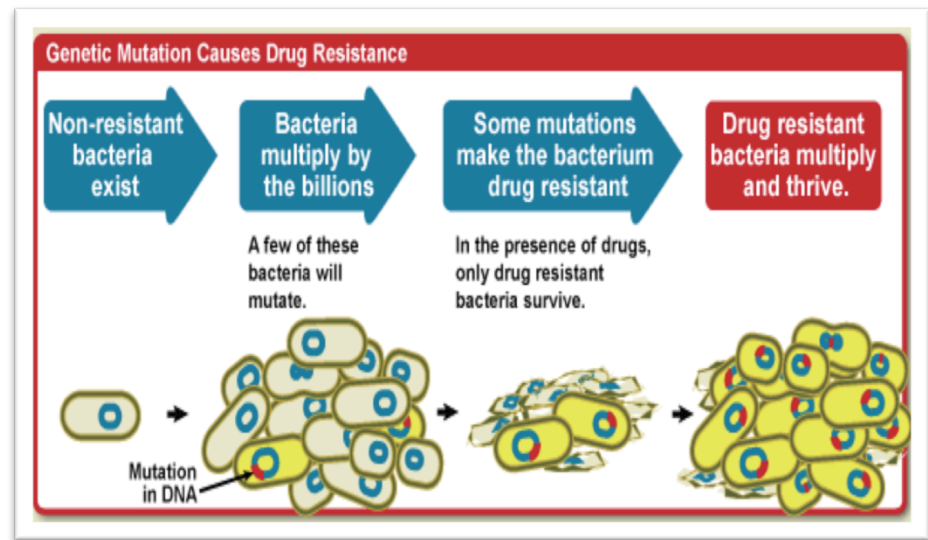 Genetic Mutation Causes Drug Resistance
Non-resistant
bacteria
exist
Bacteria
multiply by
the billions
Some mutations
make the bacterium
drug resistant
Drug resistant
bacteria multiply
and thrive.
A few of these
bacteria will
mutate.
In the presence of drugs,
only drug resistant
bacteria survive.
Mutation
in DNA